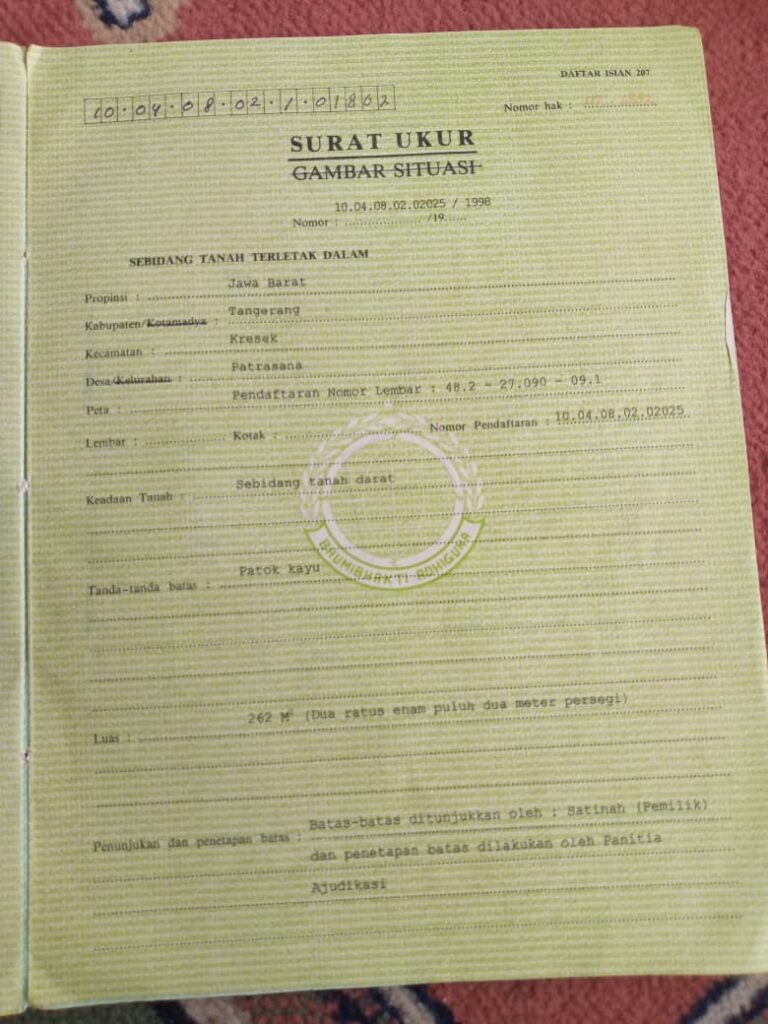 DAFTAR ISIAN 207
10.04.08.02.1.01802
Nomor hak :
SURAT UKUR
GAMBAR SITUASI
10.04.08.02.02025 / 1998
Nomor : .................... /19......
SEBIDANG TANAH TERLETAK DALAM
Propinsi : Jawa Barat
Kabupaten/Kotamadya : Tangerang
Kecamatan : Kresek
Desa/Kelurahan : Patrasana
Peta : Pendaftaran Nomor Lembar : 48.2 - 27.090 - 09.1
Lembar : .................... Kotak : .................... Nomor Pendaftaran : 10.04.08.02.02025
Keadaan Tanah : Sebidang tanah darat
BHUMIBHAKTI ADHIGUNA
Tanda-tanda batas : Patok kayu
Luas : 262 M² (Dua ratus enam puluh dua meter persegi)
Penunjukan dan penetapan batas : Batas-batas ditunjukkan oleh : Satinah (Pemilik)
dan penetapan batas dilakukan oleh Panitia
Ajudikasi